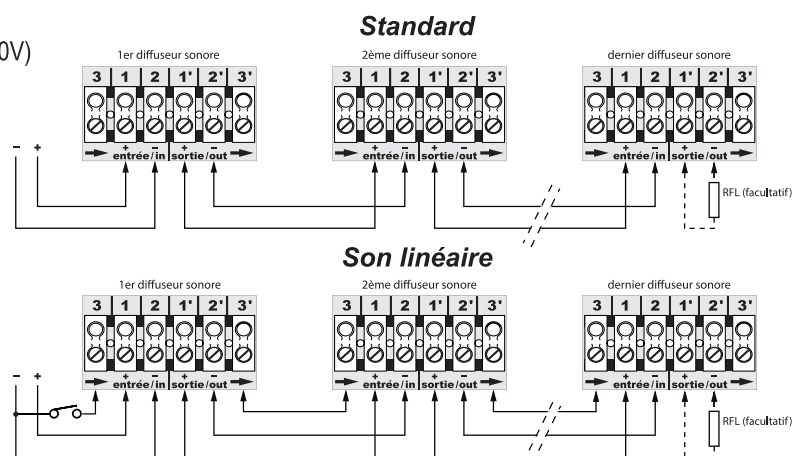 Standard
0V)
1er diffuseur sonore
2ème diffuseur sonore
dernier diffuseur sonore
3 1 2 1' 2' 3'
3 1 2 1' 2' 3'
3 1 2 1' 2' 3'
- +
+ - + -
entrée/in sortie/out
+ - + -
entrée/in sortie/out
+ - + -
entrée/in sortie/out
RFL (facultatif)
Son linéaire
1er diffuseur sonore
2ème diffuseur sonore
dernier diffuseur sonore
3 1 2 1' 2' 3'
3 1 2 1' 2' 3'
3 1 2 1' 2' 3'
- +
+ - + -
entrée/in sortie/out
+ - + -
entrée/in sortie/out
+ - + -
entrée/in sortie/out
RFL (facultatif)